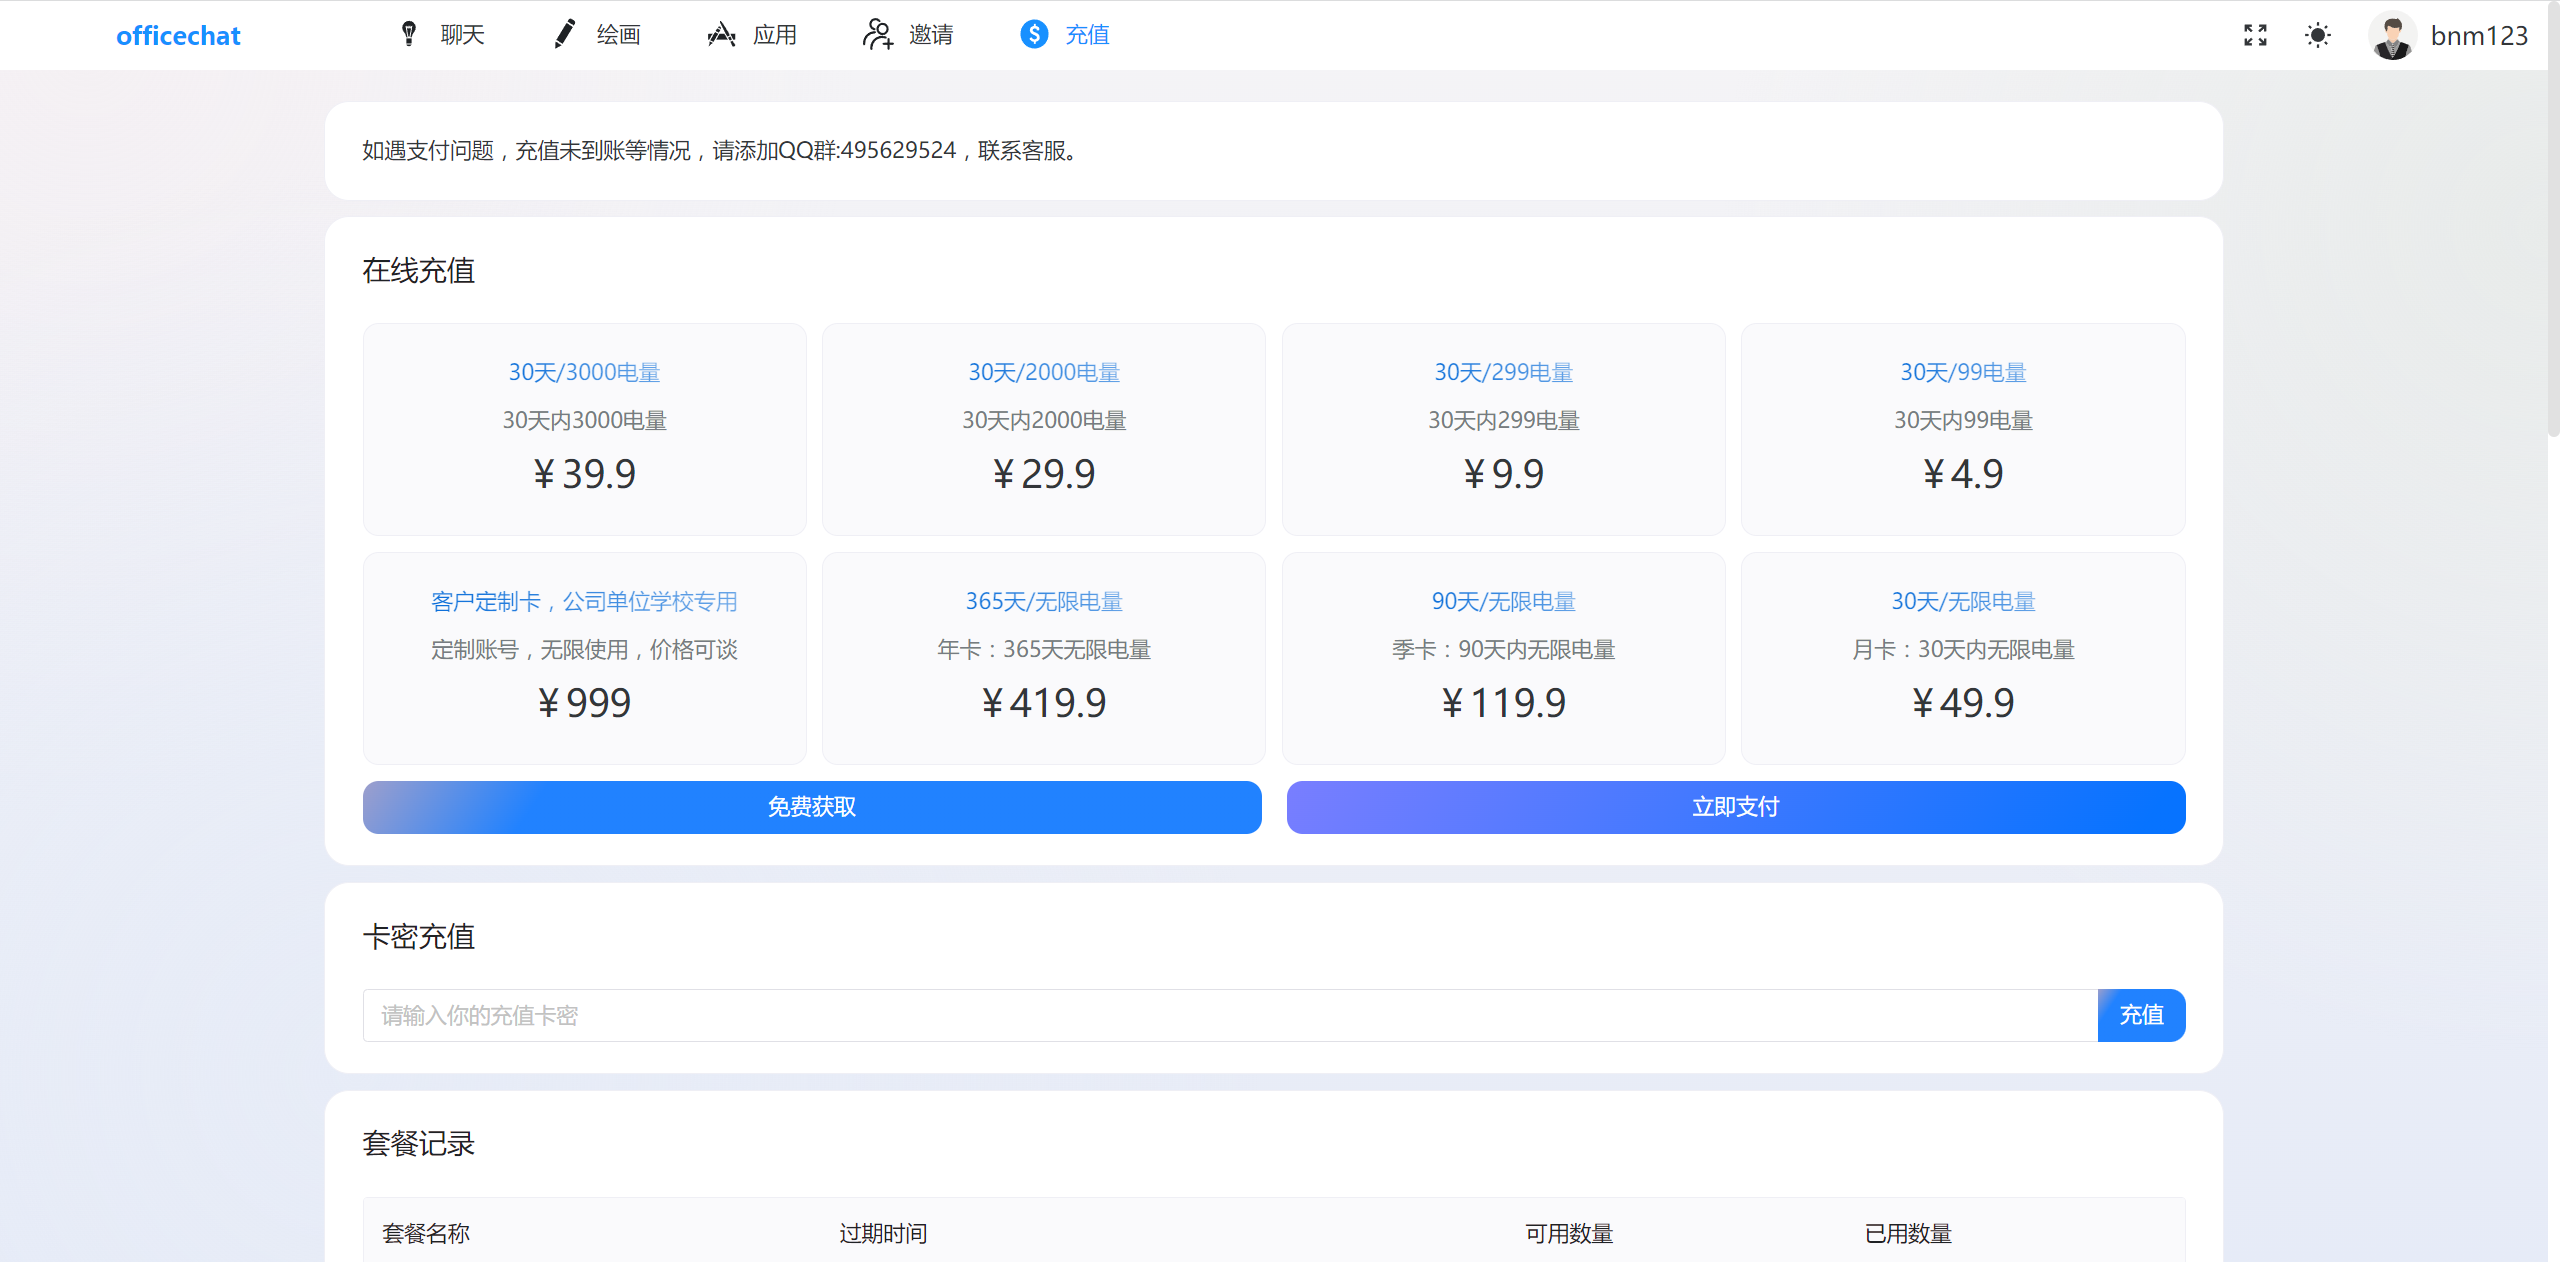 officechat
聊天
绘画
应用
邀请
充值
bnm123
如遇支付问题，充值未到账等情况，请添加QQ群:495629524，联系客服。
在线充值
30天/3000电量
30天内3000电量
￥39.9
30天/2000电量
30天内2000电量
￥29.9
30天/299电量
30天内299电量
￥9.9
30天/99电量
30天内99电量
￥4.9
客户定制卡，公司单位学校专用
定制账号，无限使用，价格可谈
￥999
365天/无限电量
年卡：365天无限电量
￥419.9
90天/无限电量
季卡：90天内无限电量
￥119.9
30天/无限电量
月卡：30天内无限电量
￥49.9
免费获取
立即支付
卡密充值
请输入你的充值卡密
充值
套餐记录
套餐名称
过期时间
可用数量
已用数量